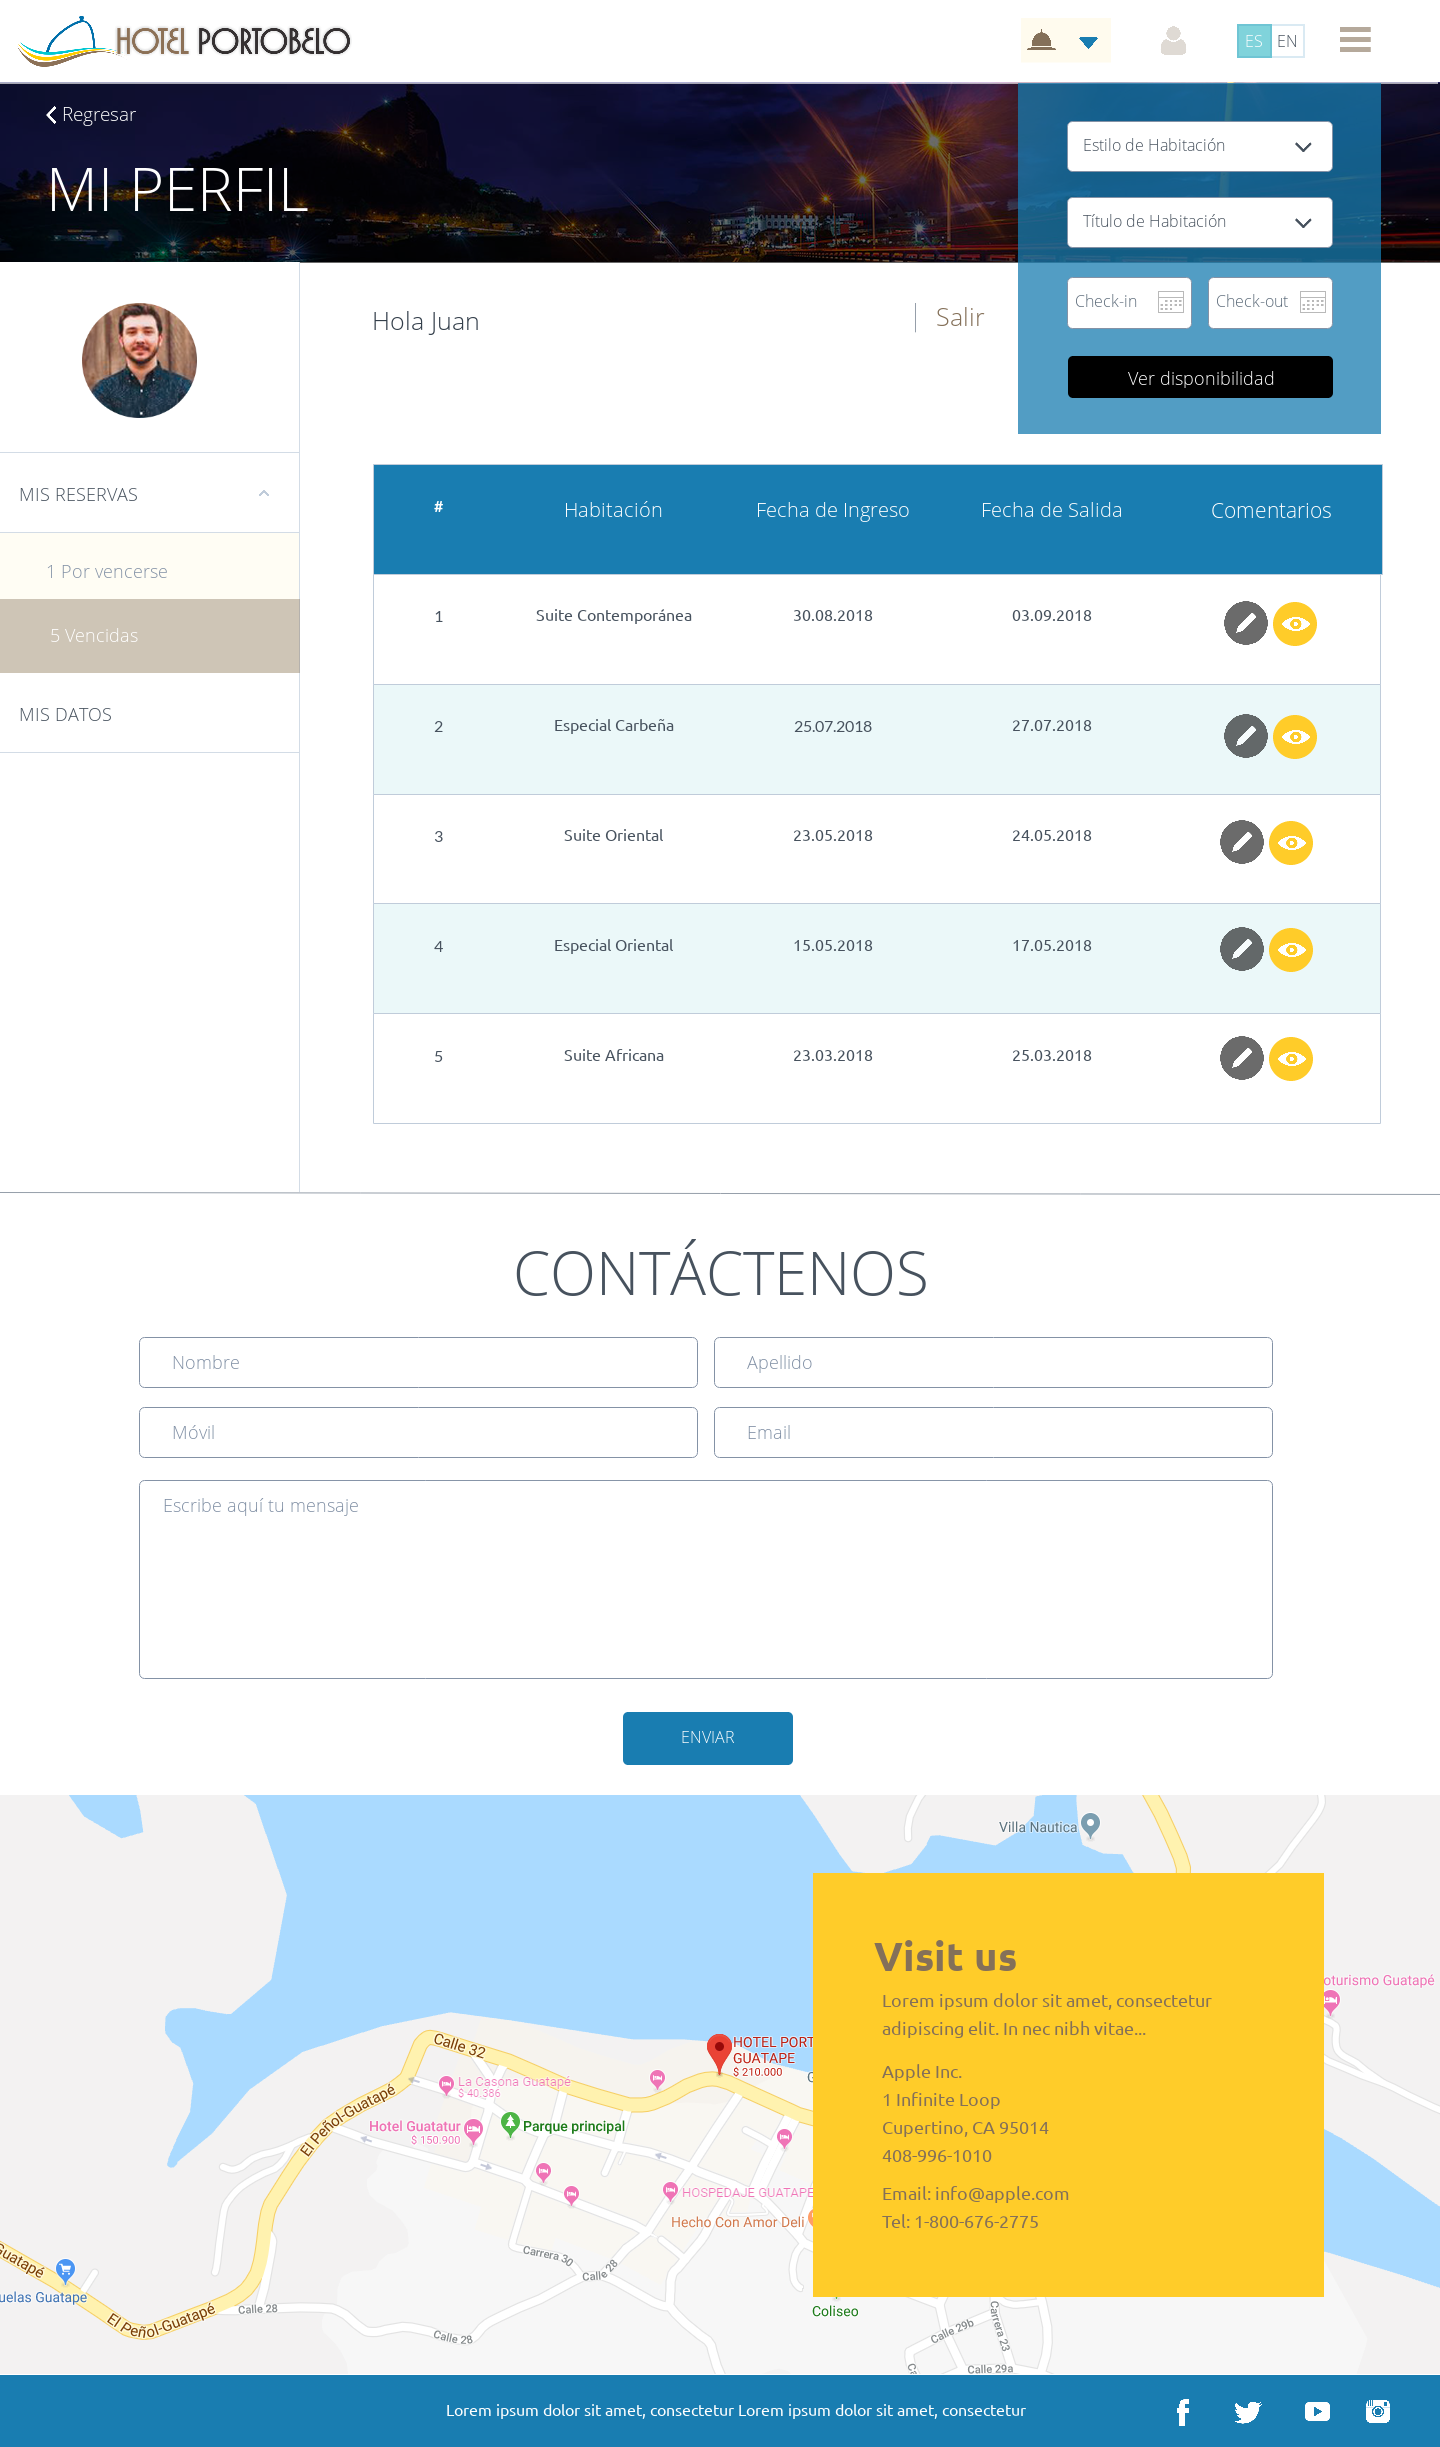 HOTEL PORTOBELO
ES EN
Regresar
MI PERFIL
Estilo de Habitación
Título de Habitación
Check-in
Check-out
Ver disponibilidad
Hola Juan
Salir
MIS RESERVAS
1 Por vencerse
5 Vencidas
MIS DATOS
# Habitación Fecha de Ingreso Fecha de Salida Comentarios
1 Suite Contemporánea 30.08.2018 03.09.2018
2 Especial Carbeña 25.07.2018 27.07.2018
3 Suite Oriental 23.05.2018 24.05.2018
4 Especial Oriental 15.05.2018 17.05.2018
5 Suite Africana 23.03.2018 25.03.2018
CONTÁCTENOS
Nombre
Apellido
Móvil
Email
Escribe aquí tu mensaje
ENVIAR
Villa Nautica
Visit us
Lorem ipsum dolor sit amet, consectetur
adipiscing elit. In nec nibh vitae...
Apple Inc.
1 Infinite Loop
Cupertino, CA 95014
408-996-1010
Email: info@apple.com
Tel: 1-800-676-2775
oturismo Guatapé
Calle 32
HOTEL PORT
GUATAPE
$ 210.000
G
La Casona Guatapé
$ 40.386
El Peñol-Guatapé
Hotel Guatatur
$ 150.900
Parque principal
HOSPEDAJE GUATAPE
Hecho Con Amor Deli
Carrera 30
Calle 28
Guatapé
uelas Guatape
El Peñol-Guatapé
Calle 28
Calle 28
Coliseo
Calle 29b
Carrera 23
Calle 29a
Ca
Lorem ipsum dolor sit amet, consectetur Lorem ipsum dolor sit amet, consectetur